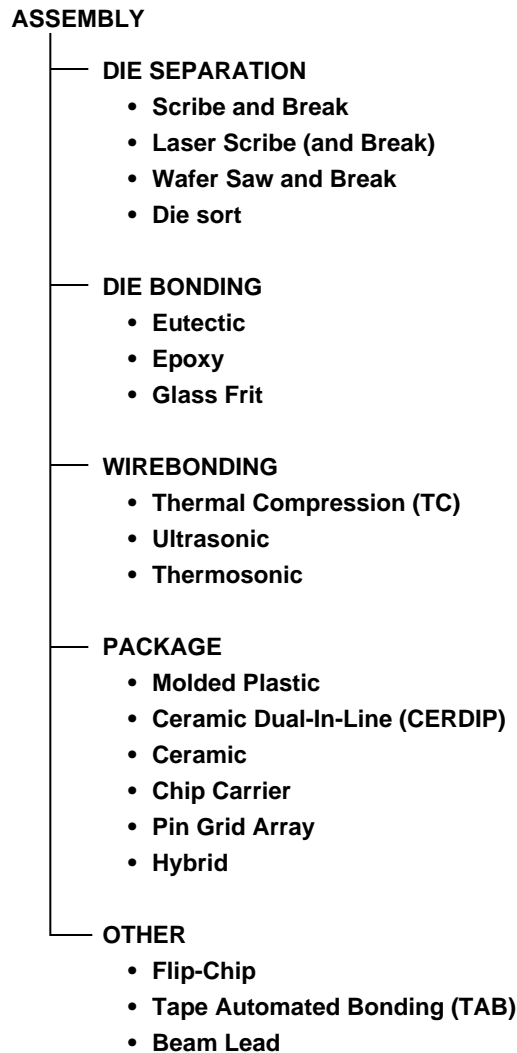 ASSEMBLY
DIE SEPARATION
• Scribe and Break
• Laser Scribe (and Break)
• Wafer Saw and Break
• Die sort
DIE BONDING
• Eutectic
• Epoxy
• Glass Frit
WIREBONDING
• Thermal Compression (TC)
• Ultrasonic
• Thermosonic
PACKAGE
• Molded Plastic
• Ceramic Dual-In-Line (CERDIP)
• Ceramic
• Chip Carrier
• Pin Grid Array
• Hybrid
OTHER
• Flip-Chip
• Tape Automated Bonding (TAB)
• Beam Lead